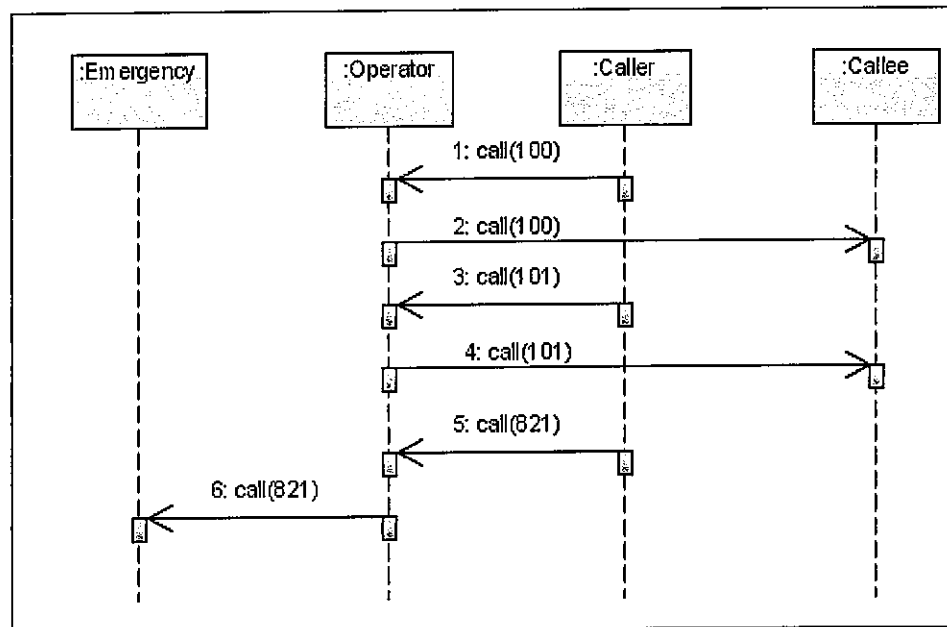 :Emergency
:Operator
:Caller
:Callee
1: call(100)
2: call(100)
3: call(101)
4: call(101)
5: call(821)
6: call(821)